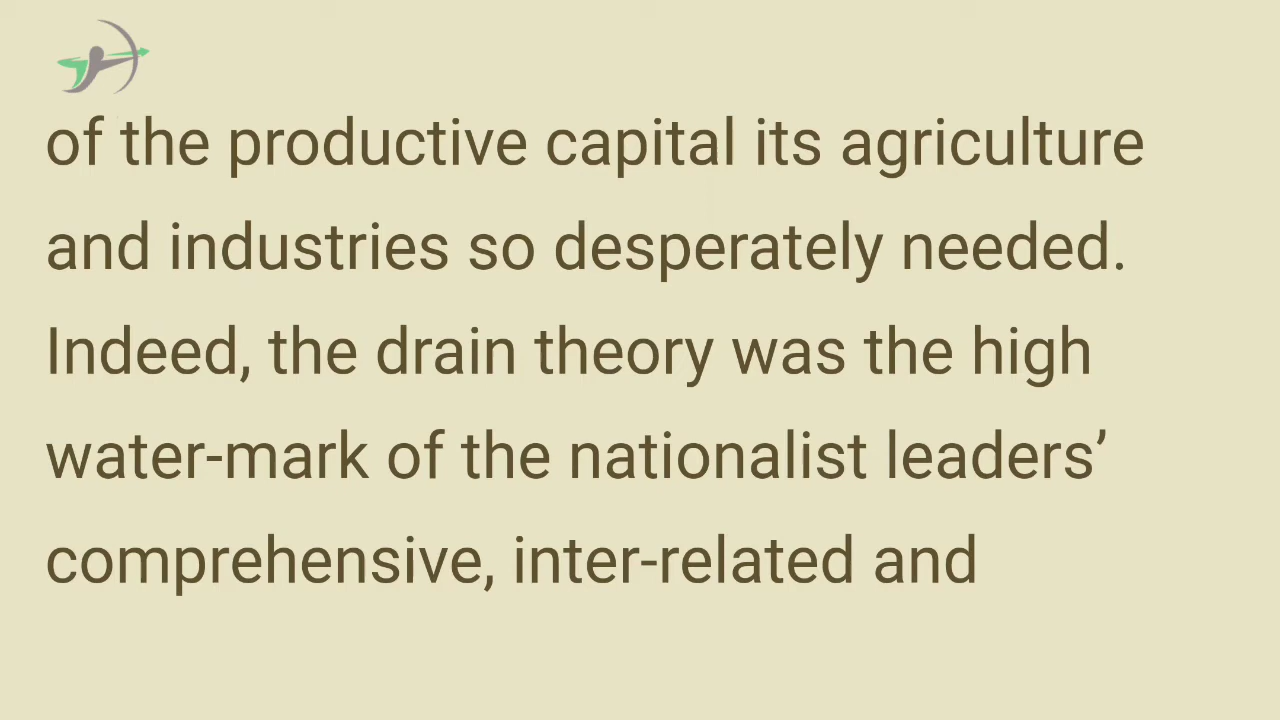 of the productive capital its agriculture
and industries so desperately needed.
Indeed, the drain theory was the high
water-mark of the nationalist leaders’
comprehensive, inter-related and